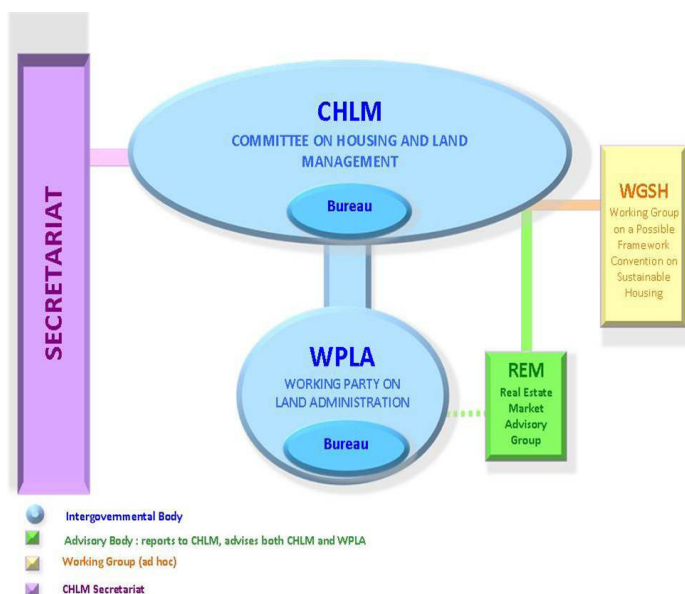 SECRETARIAT
CHLM
COMMITTEE ON HOUSING AND LAND
MANAGEMENT
Bureau
WGSH
Working Group
on a Possible
Framework
Convention on
Sustainable
Housing
WPLA
WORKING PARTY ON
LAND ADMINISTRATION
Bureau
REM
Real Estate
Market
Advisory
Group
Intergovernmental Body
Advisory Body : reports to CHLM, advises both CHLM and WPLA
Working Group (ad hoc)
CHLM Secretariat